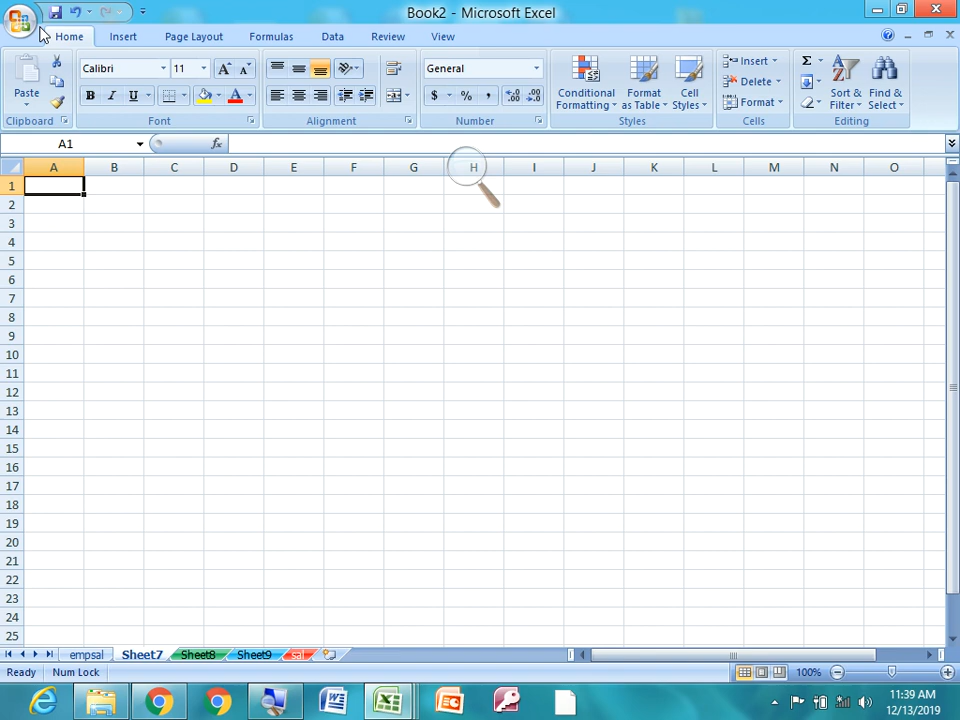 Book2 - Microsoft Excel
Home Insert Page Layout Formulas Data Review View
Paste Calibri 11 A A General Conditional Formatting Format as Table Cell Styles Insert Delete Format Σ Sort & Filter Find & Select
B I U A $ % ,
Clipboard Font Alignment Number Styles Cells Editing
A1 fx
A B C D E F G H I J K L M N O
1
2
3
4
5
6
7
8
9
10
11
12
13
14
15
16
17
18
19
20
21
22
23
24
25
empsal Sheet7 Sheet8 Sheet9 sal
Ready Num Lock 100%
11:39 AM
12/13/2019